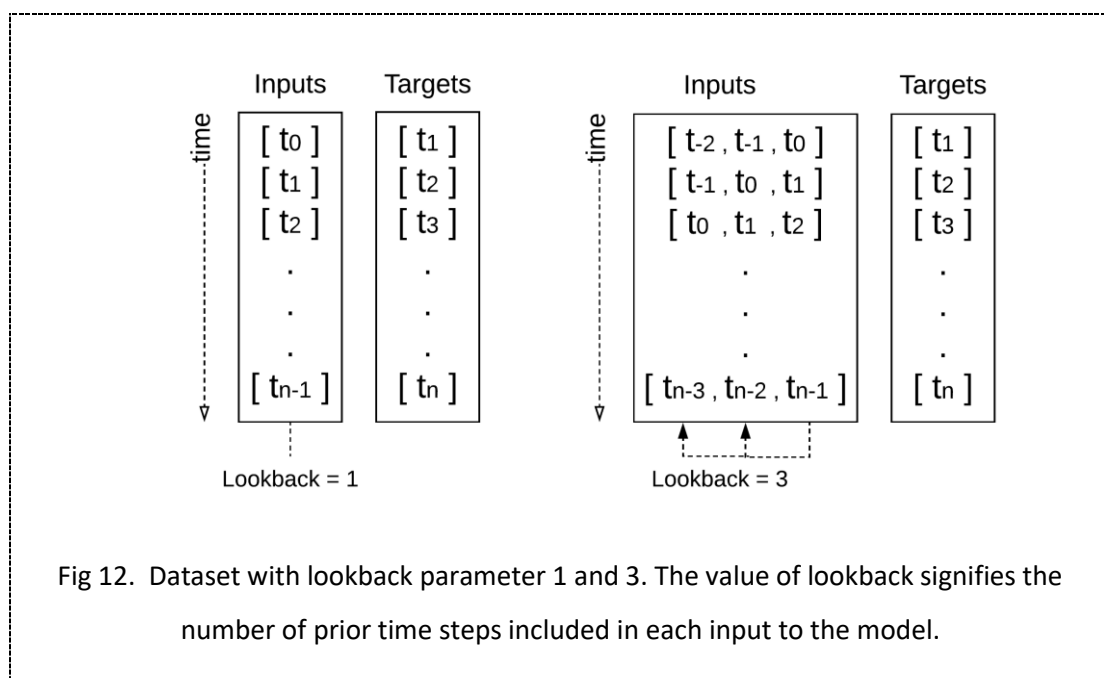 Inputs Targets
time
[ t0 ] [ t1 ]
[ t1 ] [ t2 ]
[ t2 ] [ t3 ]
.
.
.
[ tn-1 ] [ tn ]
Lookback = 1
Inputs Targets
time
[ t-2 , t-1 , t0 ] [ t1 ]
[ t-1 , t0 , t1 ] [ t2 ]
[ t0 , t1 , t2 ] [ t3 ]
.
.
.
[ tn-3 , tn-2 , tn-1 ] [ tn ]
Lookback = 3
Fig 12. Dataset with lookback parameter 1 and 3. The value of lookback signifies the
number of prior time steps included in each input to the model.